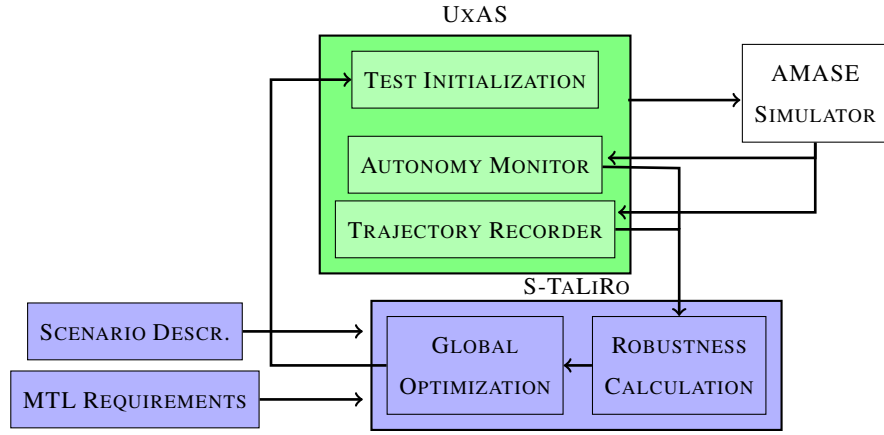 UxAS
TEST INITIALIZATION
AMASE
SIMULATOR
AUTONOMY MONITOR
TRAJECTORY RECORDER
S-TALIRO
SCENARIO DESCR.
GLOBAL
OPTIMIZATION
ROBUSTNESS
CALCULATION
MTL REQUIREMENTS